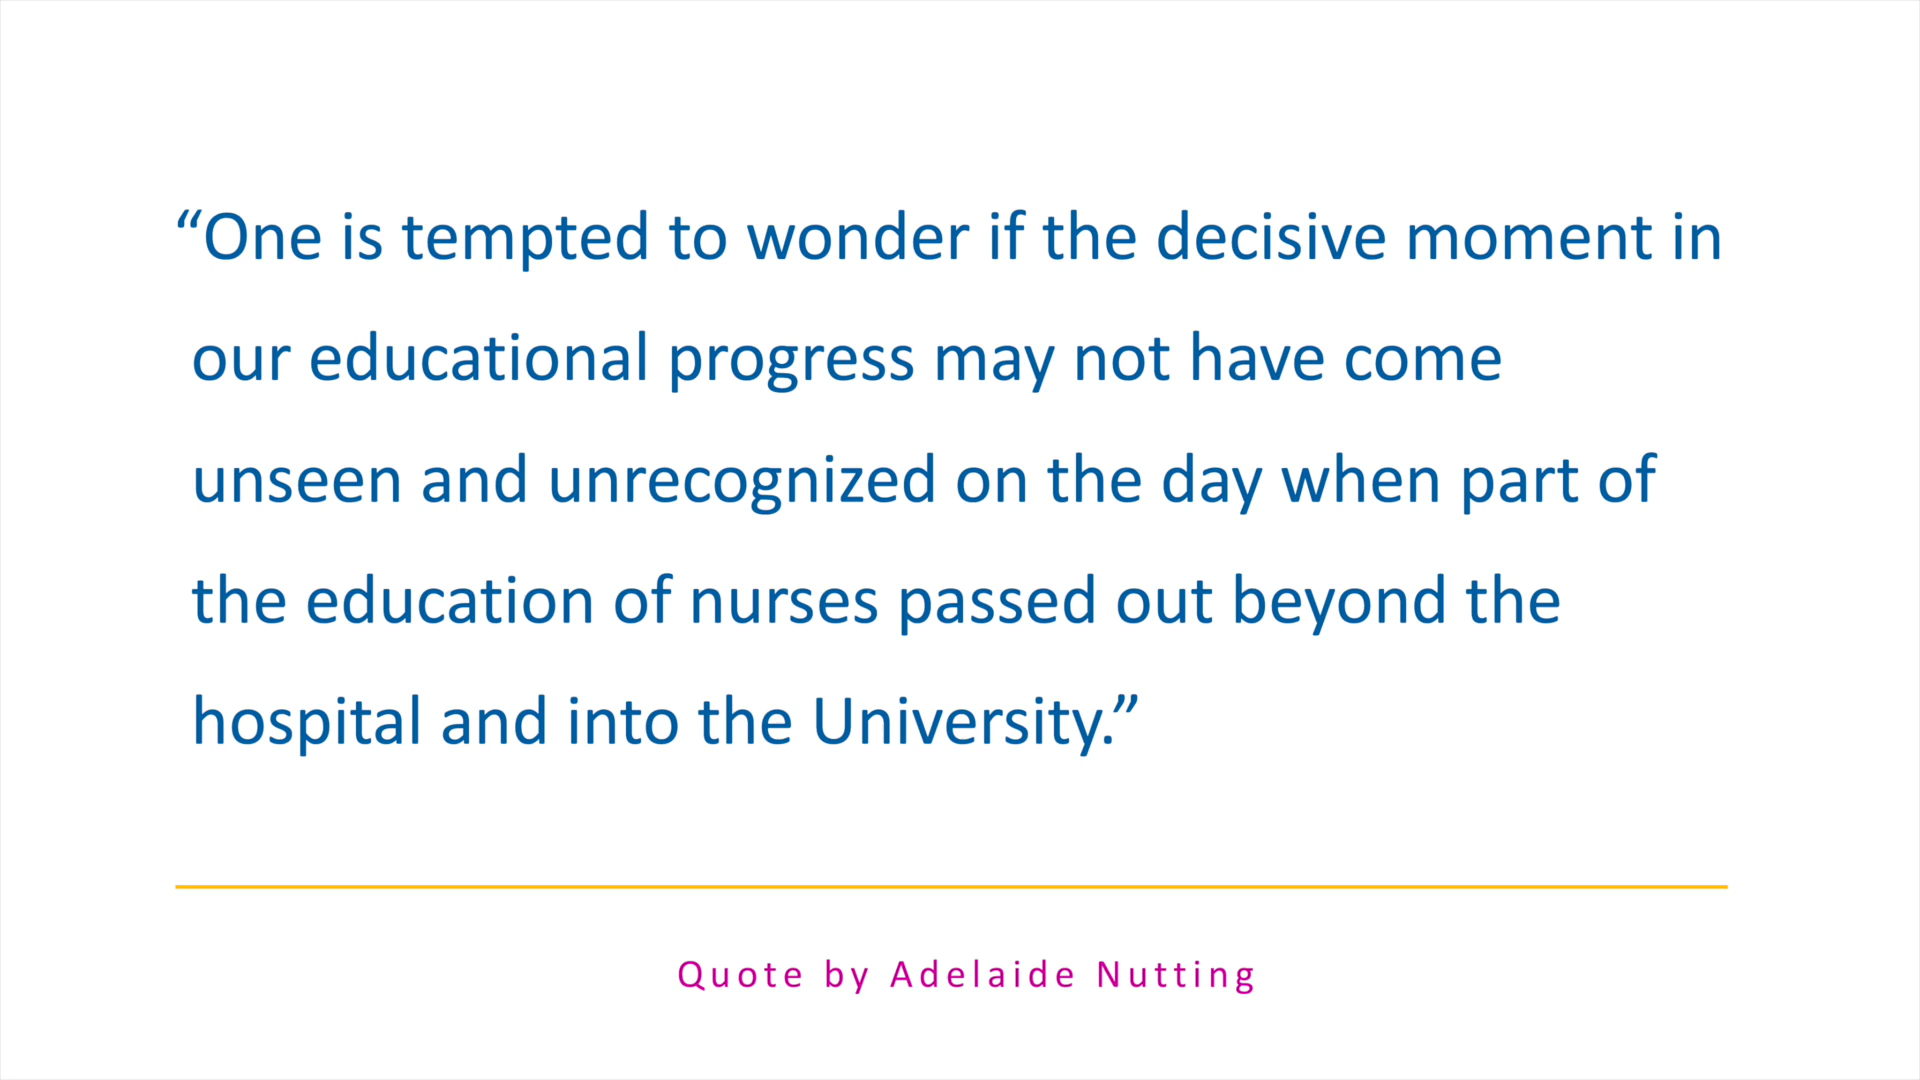 “One is tempted to wonder if the decisive moment in
our educational progress may not have come
unseen and unrecognized on the day when part of
the education of nurses passed out beyond the
hospital and into the University.”
Quote by Adelaide Nutting